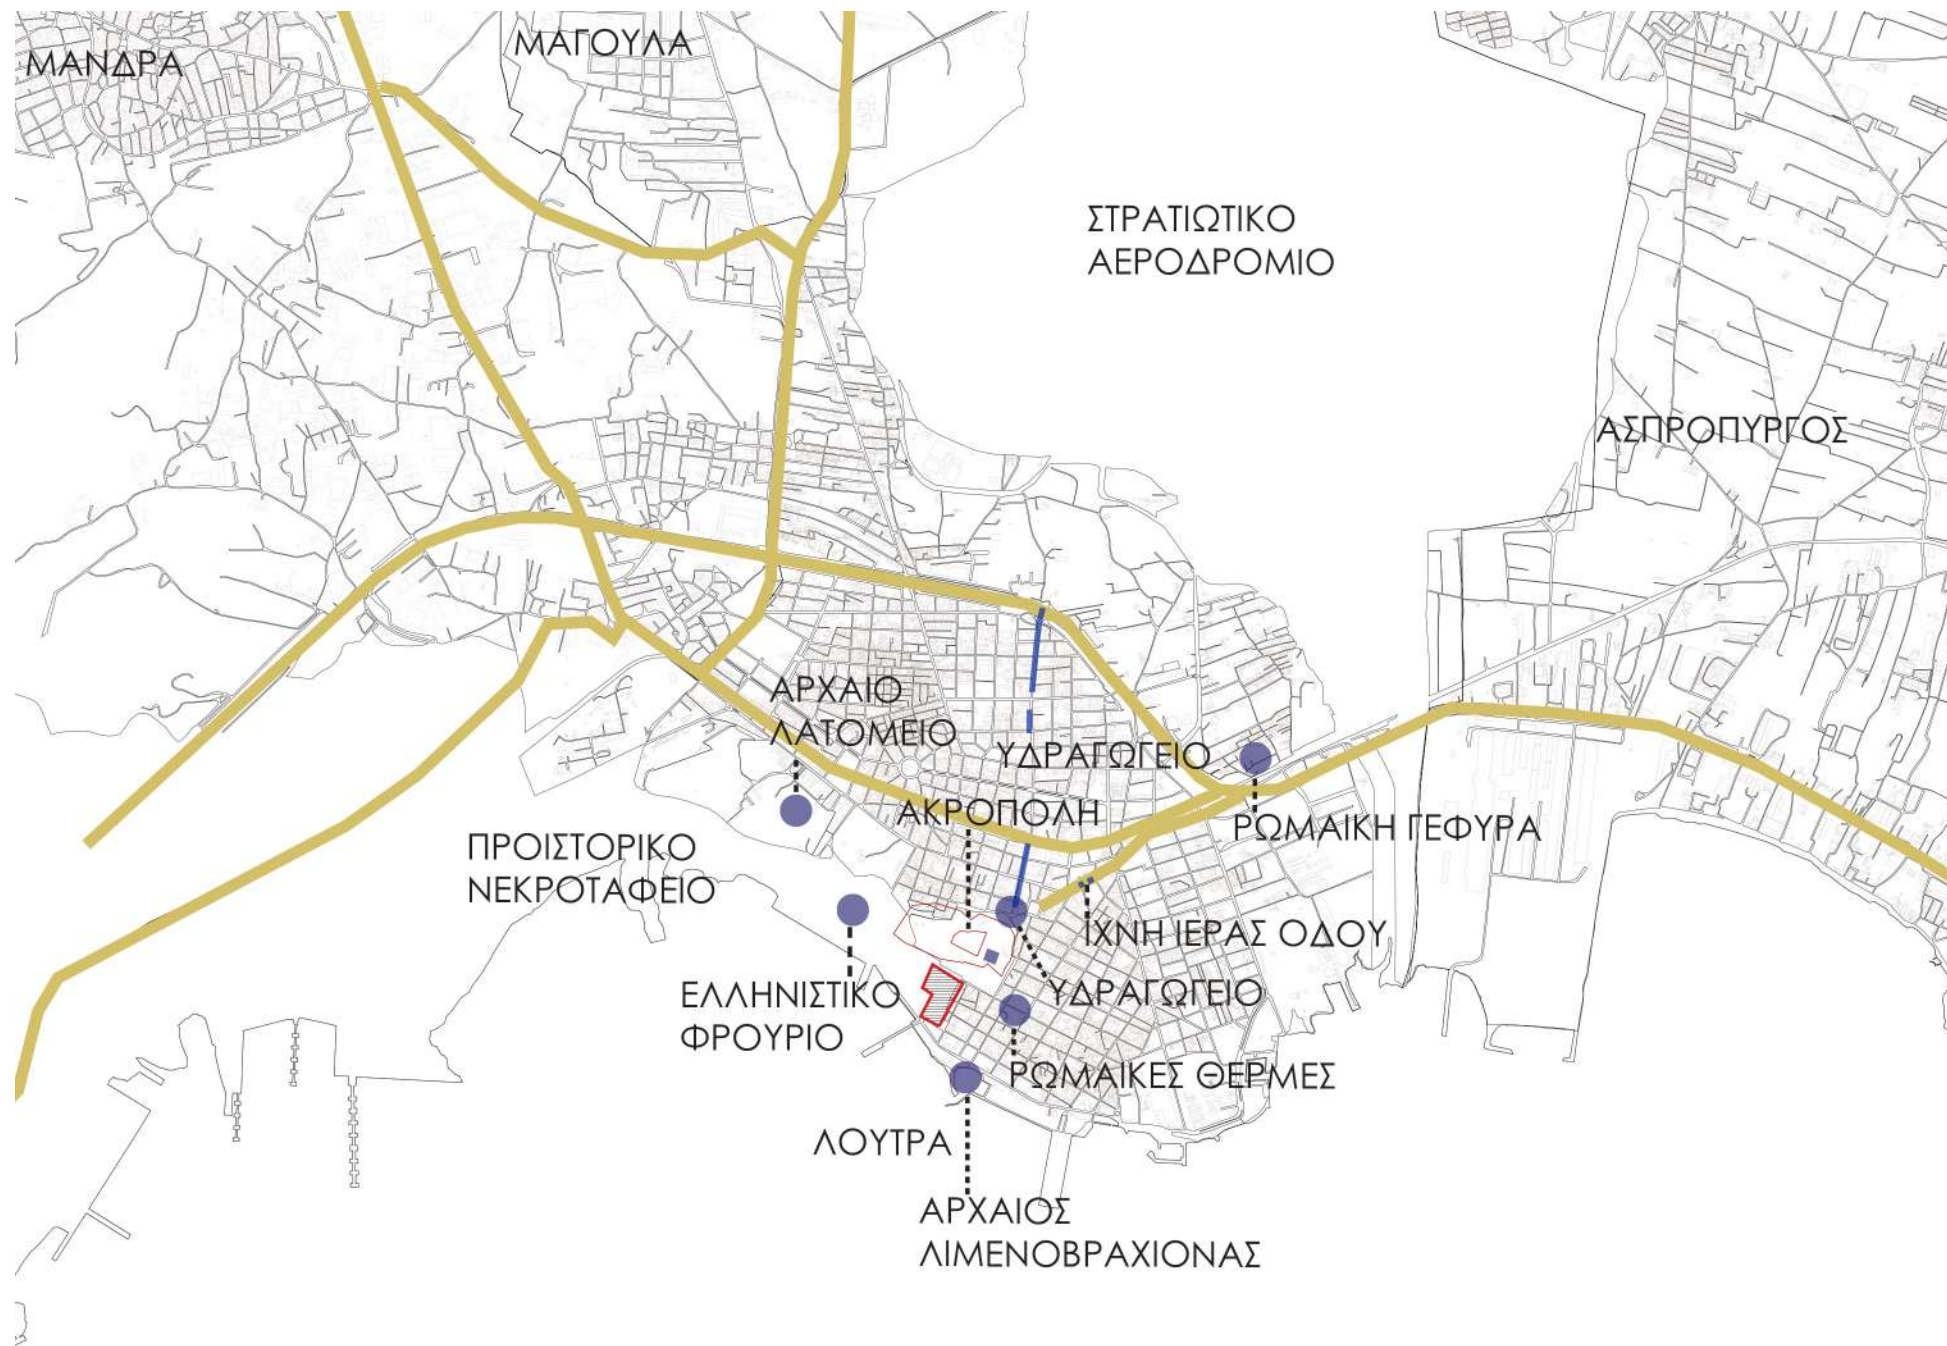 ΜΑΓΟΥΛΑ
ΜΑΝΔΡΑ
ΣΤΡΑΤΙΩΤΙΚΟ
ΑΕΡΟΔΡΟΜΙΟ
ΑΣΠΡΟΠΥΡΓΟΣ
ΑΡΧΑΙΟ
ΛΑΤΟΜΕΙΟ
ΥΔΡΑΓΩΓΕΙΟ
ΑΚΡΟΠΟΛΗ
ΡΩΜΑΙΚΗ ΓΕΦΥΡΑ
ΠΡΟΙΣΤΟΡΙΚΟ
ΝΕΚΡΟΤΑΦΕΙΟ
ΙΧΝΗ ΙΕΡΑΣ ΟΔΟΥ
ΕΛΛΗΝΙΣΤΙΚΟ
ΦΡΟΥΡΙΟ
ΥΔΡΑΓΩΓΕΙΟ
ΡΩΜΑΙΚΕΣ ΘΕΡΜΕΣ
ΛΟΥΤΡΑ
ΑΡΧΑΙΟΣ
ΛΙΜΕΝΟΒΡΑΧΙΟΝΑΣ